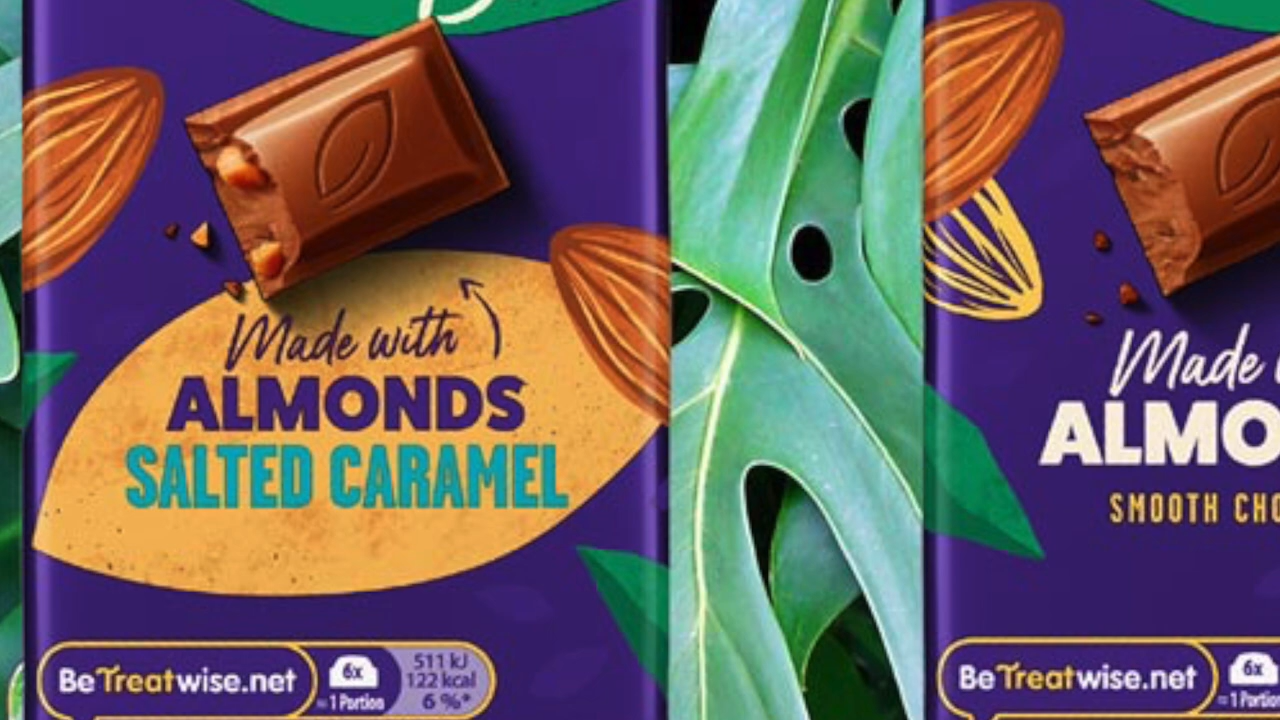 Made with
ALMONDS
SALTED CARAMEL
BeTreatwise.net
6x
≈ 1 Portion
511 kJ
122 kcal
6 %*
Made
ALMO
SMOOTH CHO
BeTreatwise.net
6x
≈ 1 Portion